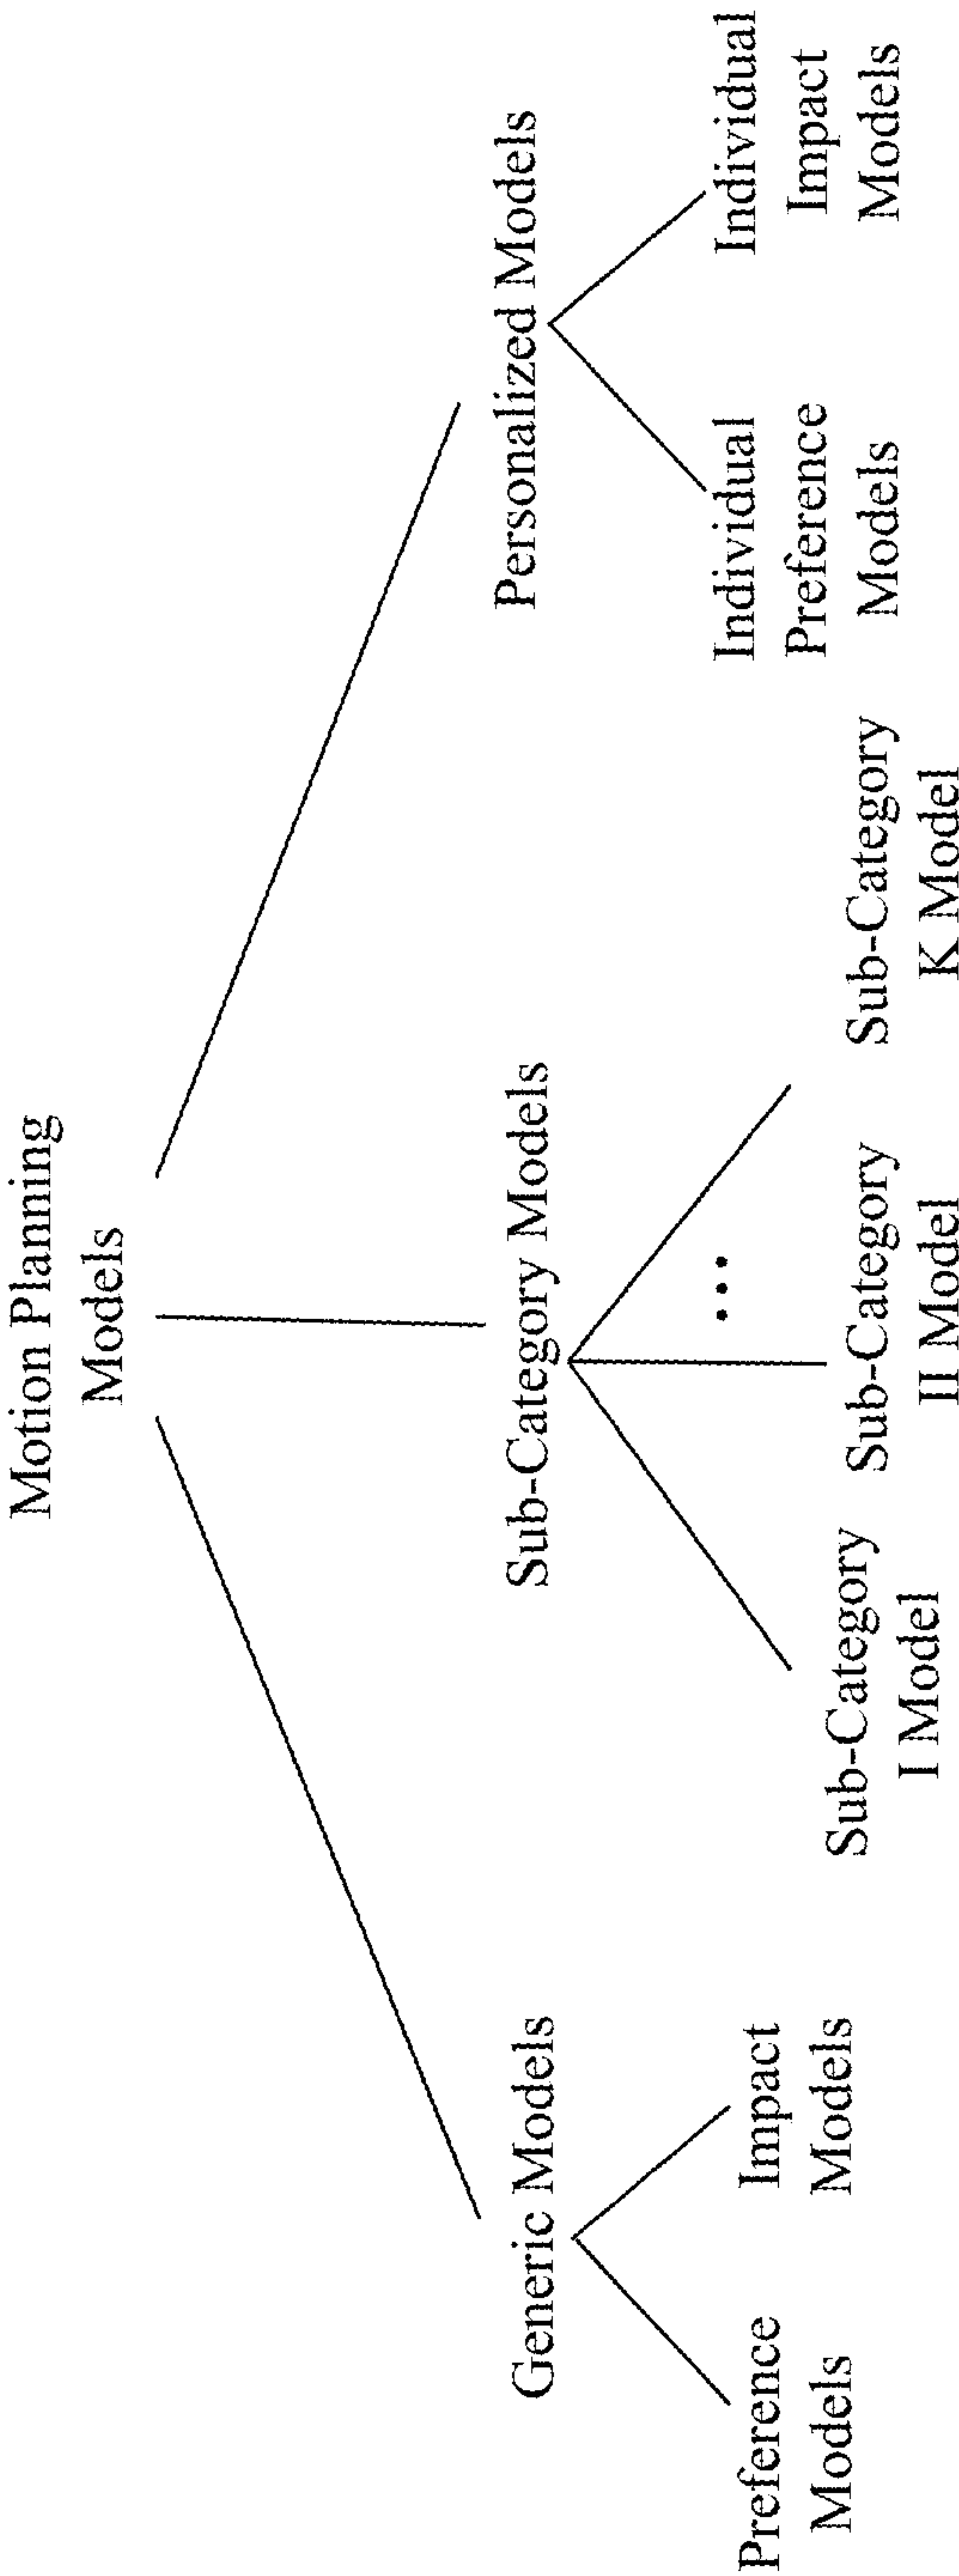 Motion Planning
Models
Generic Models
Sub-Category Models
Personalized Models
Preference
Models
Impact
Models
Sub-Category
I Model
Sub-Category
II Model
...
Sub-Category
K Model
Individual
Preference
Models
Individual
Impact
Models